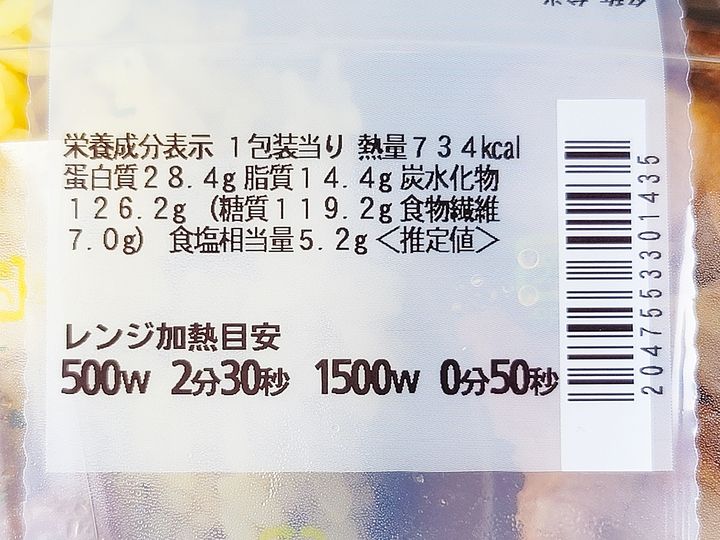 栄養成分表示 1包装当り 熱量734kcal
蛋白質28.4g 脂質14.4g 炭水化物
126.2g (糖質119.2g 食物繊維
7.0g) 食塩相当量5.2g <推定値>
レンジ加熱目安
500W 2分30秒 1500W 0分50秒
2047553301435